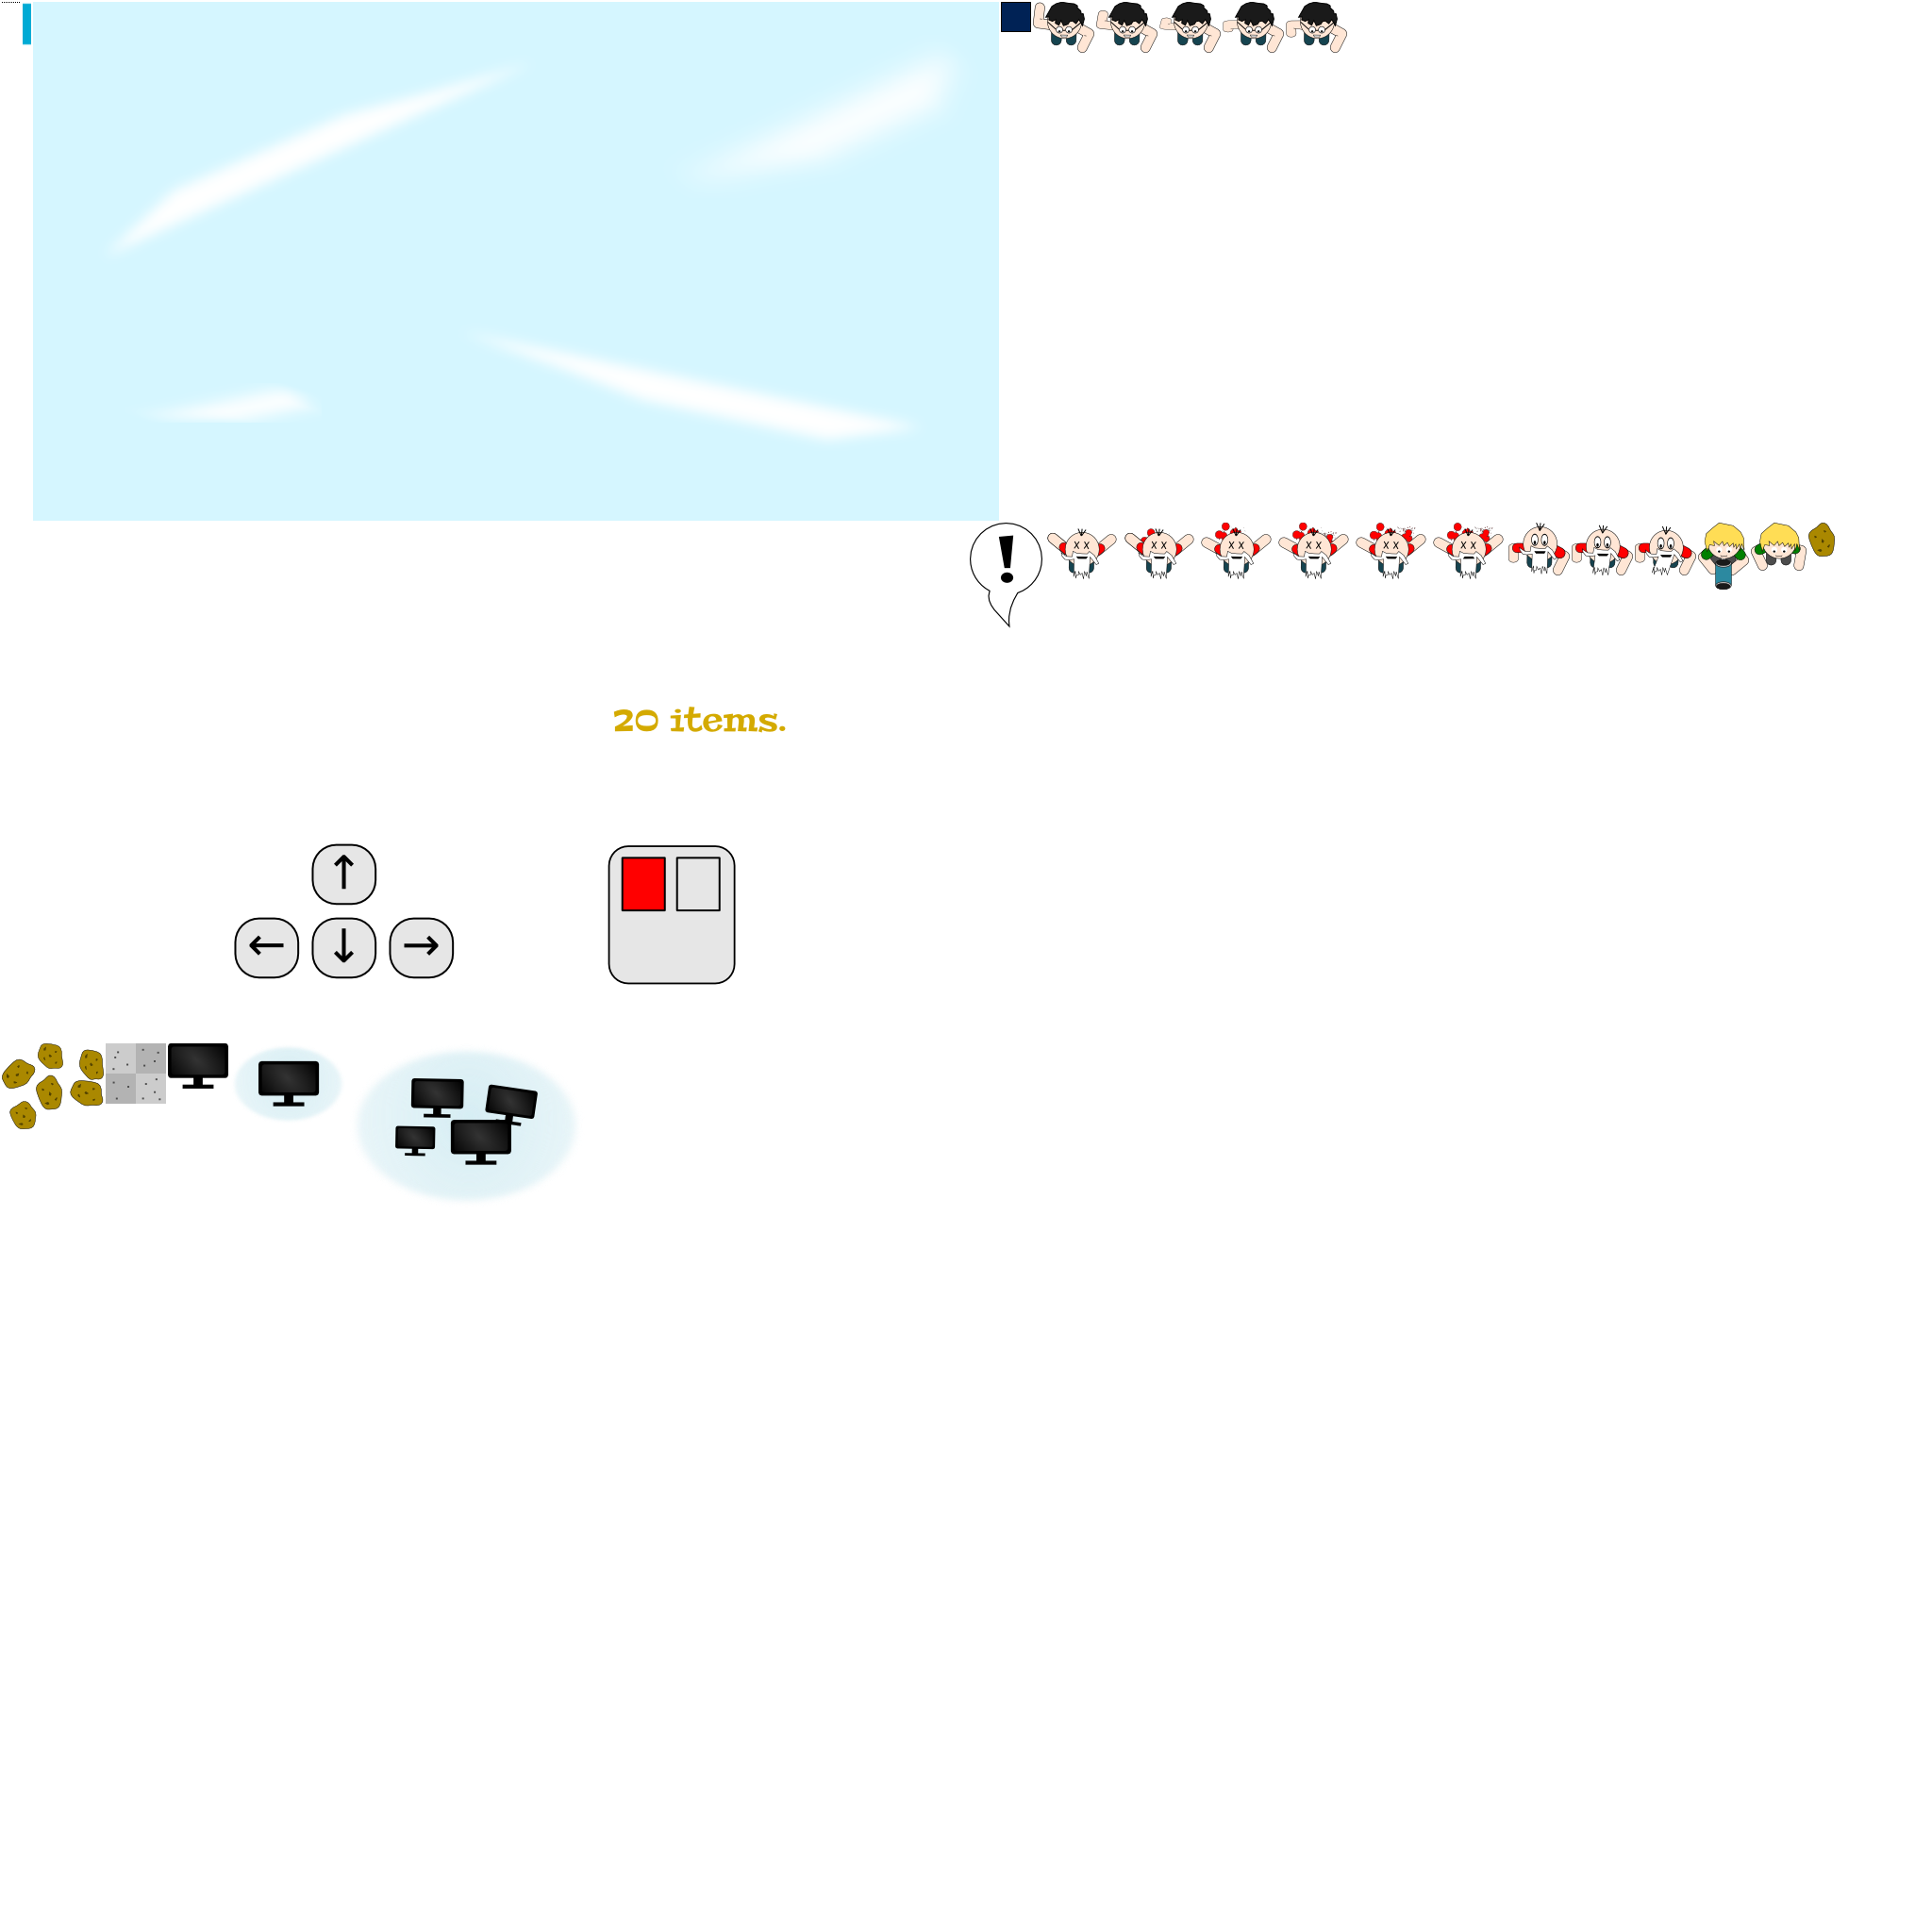 !
20 items.
↑
← ↓ →